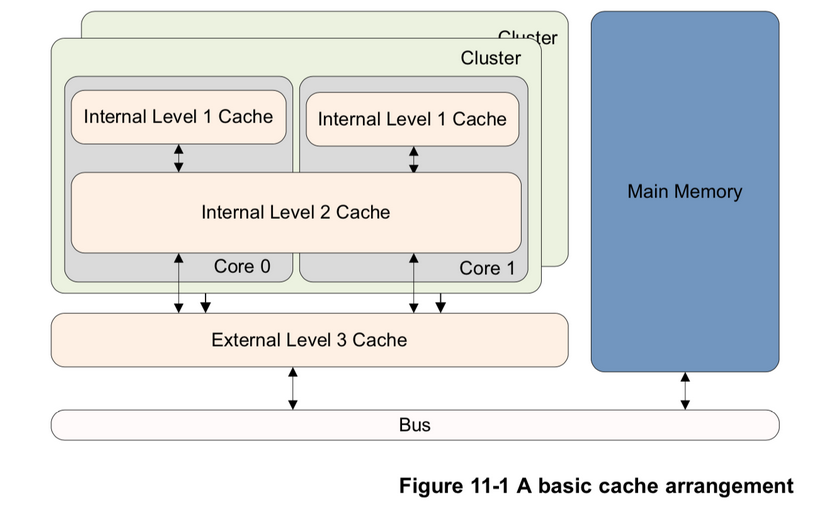 Cluster
Cluster
Internal Level 1 Cache
Internal Level 1 Cache
Main Memory
Internal Level 2 Cache
Core 0
Core 1
External Level 3 Cache
Bus
Figure 11-1 A basic cache arrangement